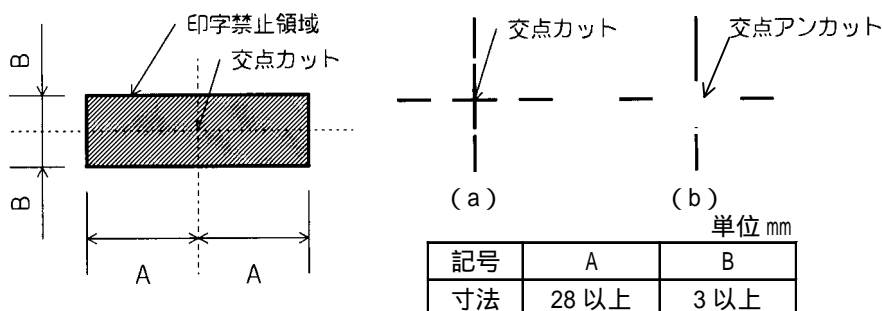 印字禁止領域
交点カット
B
B
A
A
交点カット
交点アンカット
(a)
(b)
単位 mm
記号 A B
寸法 28 以上 3 以上